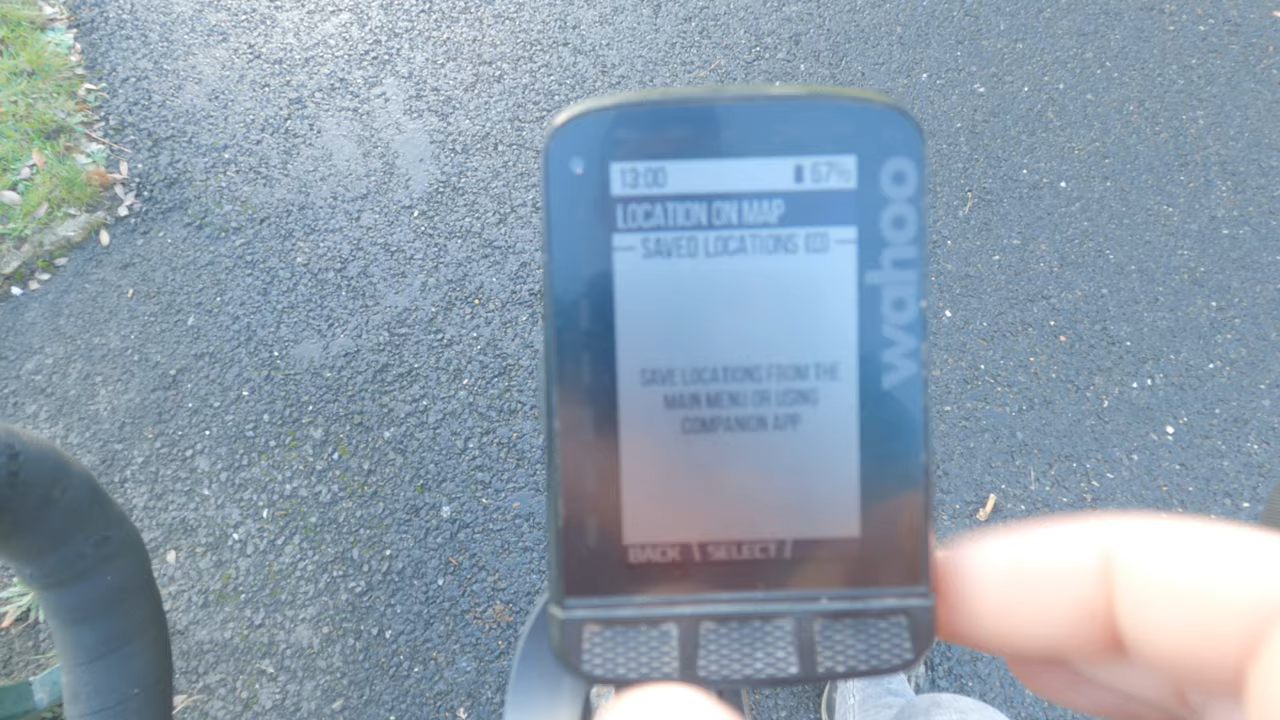 13:00 67%
LOCATION ON MAP
SAVED LOCATIONS (0)
SAVE LOCATIONS FROM THE
MAIN MENU OR USING
COMPANION APP
BACK SELECT
wahoo